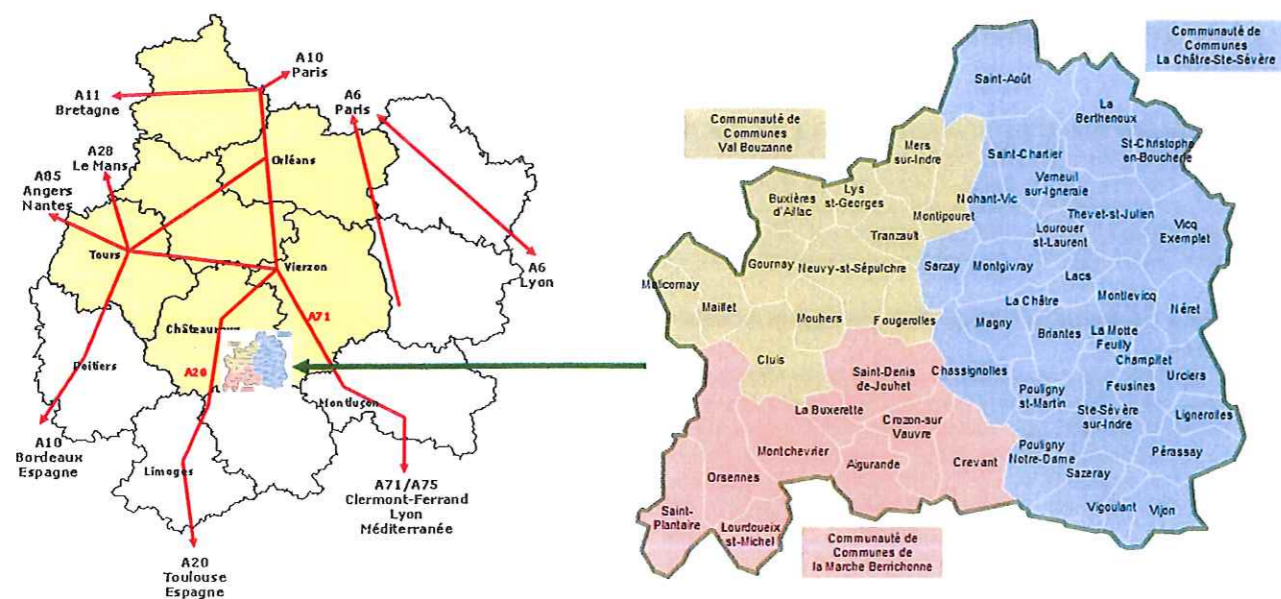 A10
Paris
A11
Bretagne
A6
Paris
A28
Le Mans
A85
Angers
Nantes
Orléans
Tours
Vierzon
A6
Lyon
A71
A20
Poitiers
Montluçon
A10
Bordeaux
Espagne
Limoges
A71/A75
Clermont-Ferrand
Lyon
Méditerranée
A20
Toulouse
Espagne
Communauté de
Communes
La Châtre-Ste-Sévère
Communauté de
Communes
Val Bouzanne
Saint-Août
La
Berthenoux
St-Christophe
en-Boucherie
Mers
sur-Indre
Saint-Chartier
Verneuil
sur-Igneraie
Lys
st-Georges
Buxières
d'Aillac
Nohant-Vic
Montipouret
Thevet-st-Julien
Tranzault
Lourouer
st-Laurent
Vicq
Exemplet
Gournay
Neuvy-st-Sépulchre
Sarzay
Montgivray
Lacs
Malicornay
Maillet
La Châtre
Montlevicq
Néret
Mouhers
Fougerolles
Magny
Briantes
La Motte
Feuilly
Cluis
Champillet
Urciers
Saint-Denis
de-Jouhet
Chassignolles
Feusines
Pouligny
st-Martin
Lignerolles
La Buxerette
Ste-Sévère
sur-Indre
Crozon-sur
Vauvre
Montchevrier
Pouligny
Notre-Dame
Pérassay
Orsennes
Aigurande
Crevant
Sazeray
Vigoulant
Vijon
Saint-
Plantaire
Lourdoueix
st-Michel
Communauté de
Communes de
la Marche Berrichonne